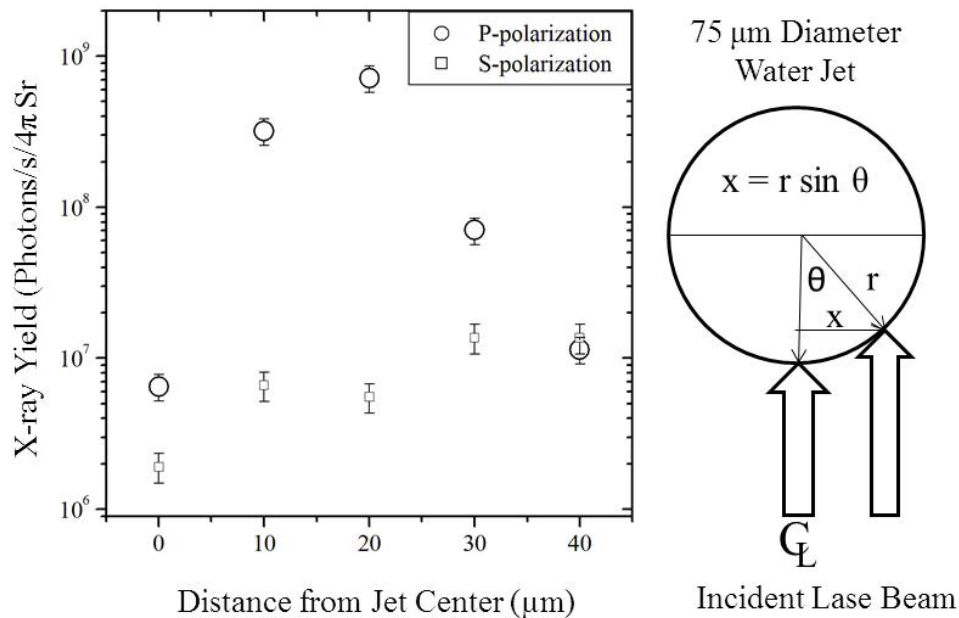 P-polarization
S-polarization
X-ray Yield (Photons/s/4π Sr
10⁹
10⁸
10⁷
10⁶
0 10 20 30 40
Distance from Jet Center (µm)
75 µm Diameter
Water Jet
x = r sin θ
θ r
x
CL
Incident Lase Beam